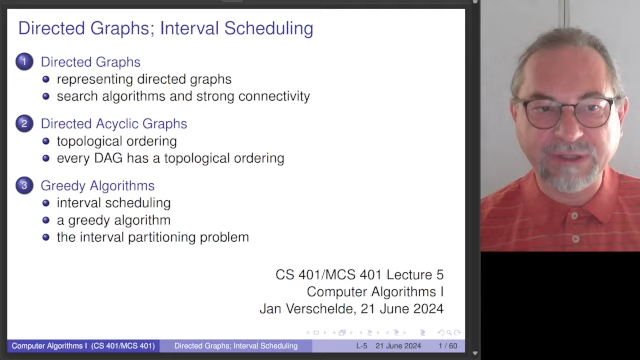 Directed Graphs; Interval Scheduling
1 Directed Graphs
representing directed graphs
search algorithms and strong connectivity
2 Directed Acyclic Graphs
topological ordering
every DAG has a topological ordering
3 Greedy Algorithms
interval scheduling
a greedy algorithm
the interval partitioning problem
CS 401/MCS 401 Lecture 5
Computer Algorithms I
Jan Verschelde, 21 June 2024
Computer Algorithms I (CS 401/MCS 401) Directed Graphs; Interval Scheduling L-5 21 June 2024 1 / 60